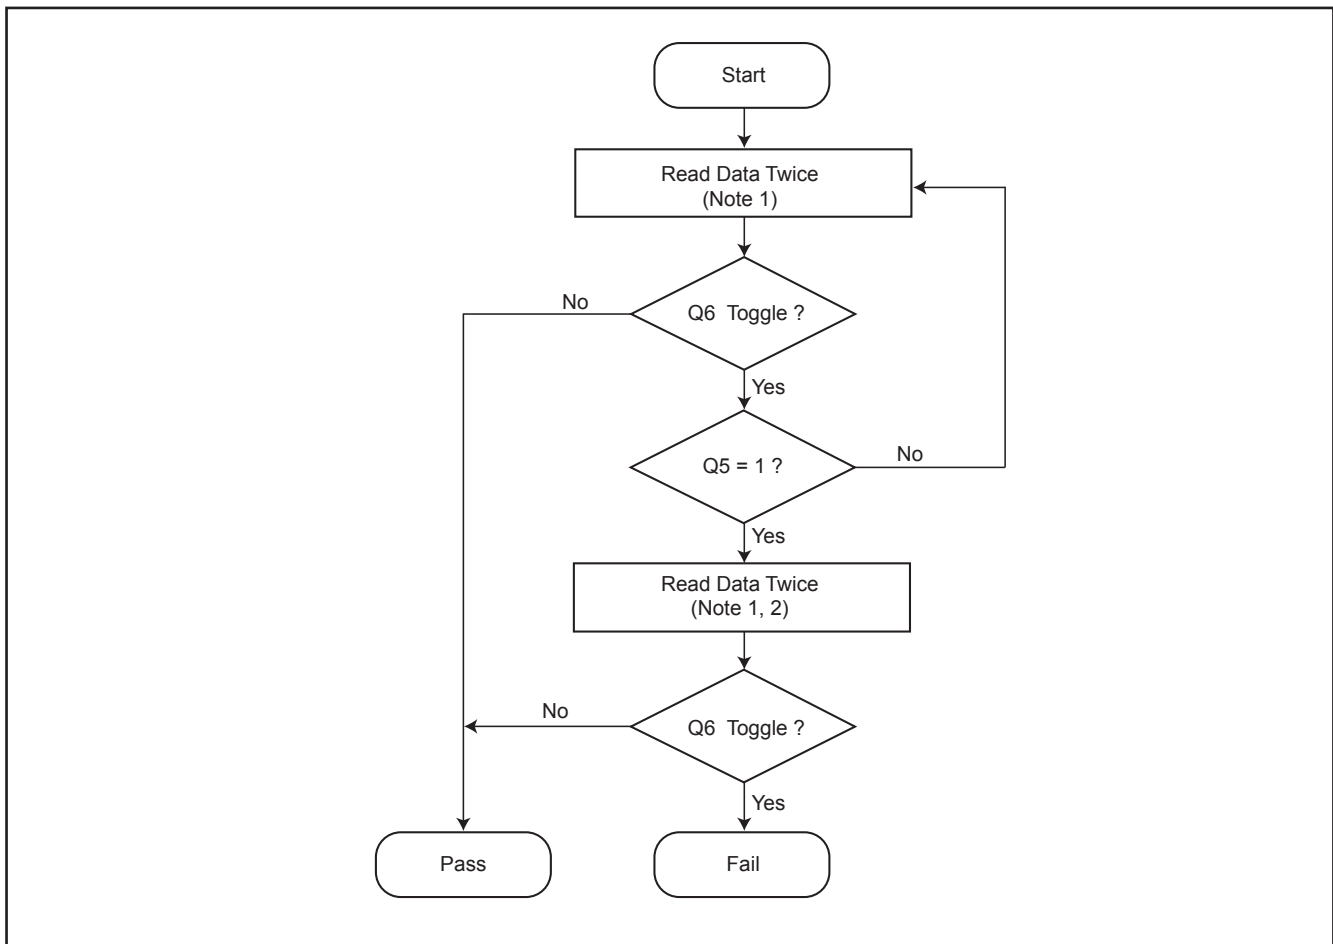 Start
Read Data Twice
(Note 1)
Q6 Toggle ?
No
Yes
Q5 = 1 ?
No
Yes
Read Data Twice
(Note 1, 2)
Q6 Toggle ?
No
Yes
Pass
Fail